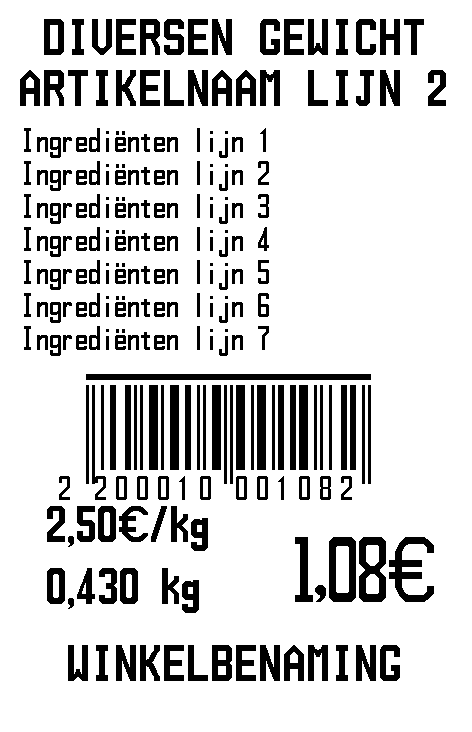 DIVERSEN GEWICHT
ARTIKELNAAM LIJN 2
Ingrediënten lijn 1
Ingrediënten lijn 2
Ingrediënten lijn 3
Ingrediënten lijn 4
Ingrediënten lijn 5
Ingrediënten lijn 6
Ingrediënten lijn 7
2 200010 001082
2,50€/kg
0,430 kg
1,08€
WINKELBENAMING